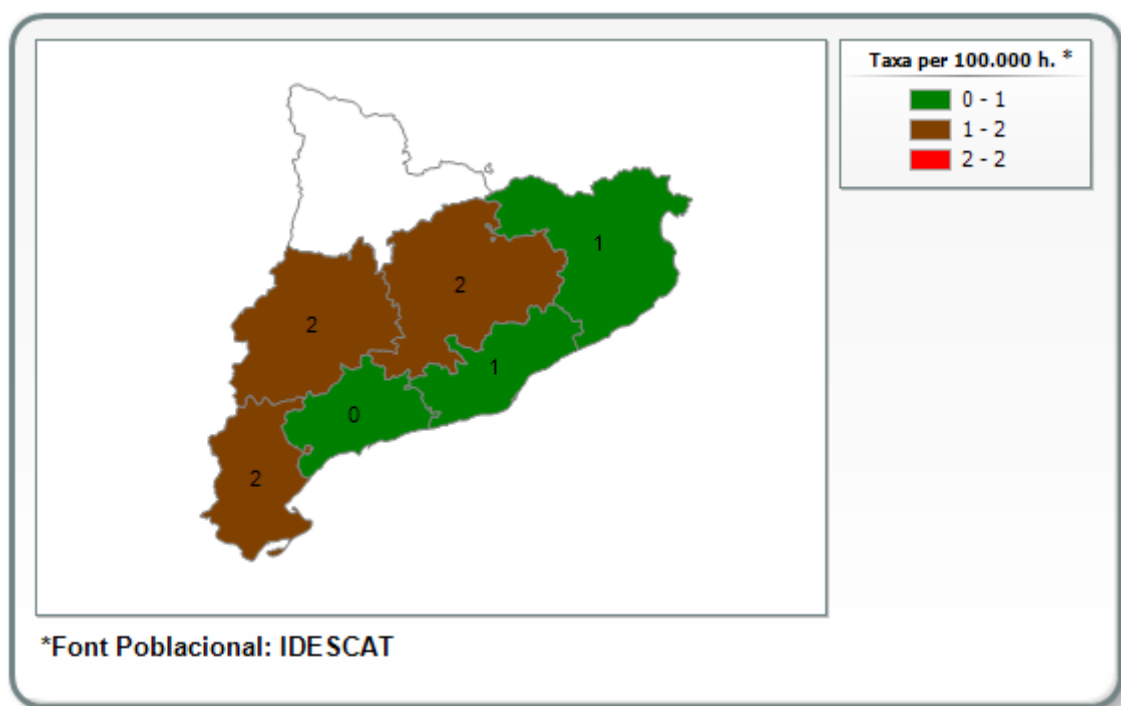 Taxa per 100.000 h. *
0 - 1
1 - 2
2 - 2
1
2
2
1
0
2
*Font Poblacional: IDESCAT